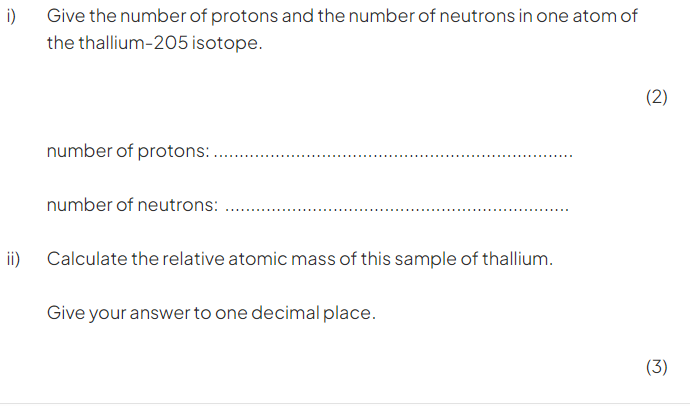 i) Give the number of protons and the number of neutrons in one atom of
the thallium-205 isotope.
(2)
number of protons: ......................................................................
number of neutrons: ...................................................................
ii) Calculate the relative atomic mass of this sample of thallium.
Give your answer to one decimal place.
(3)